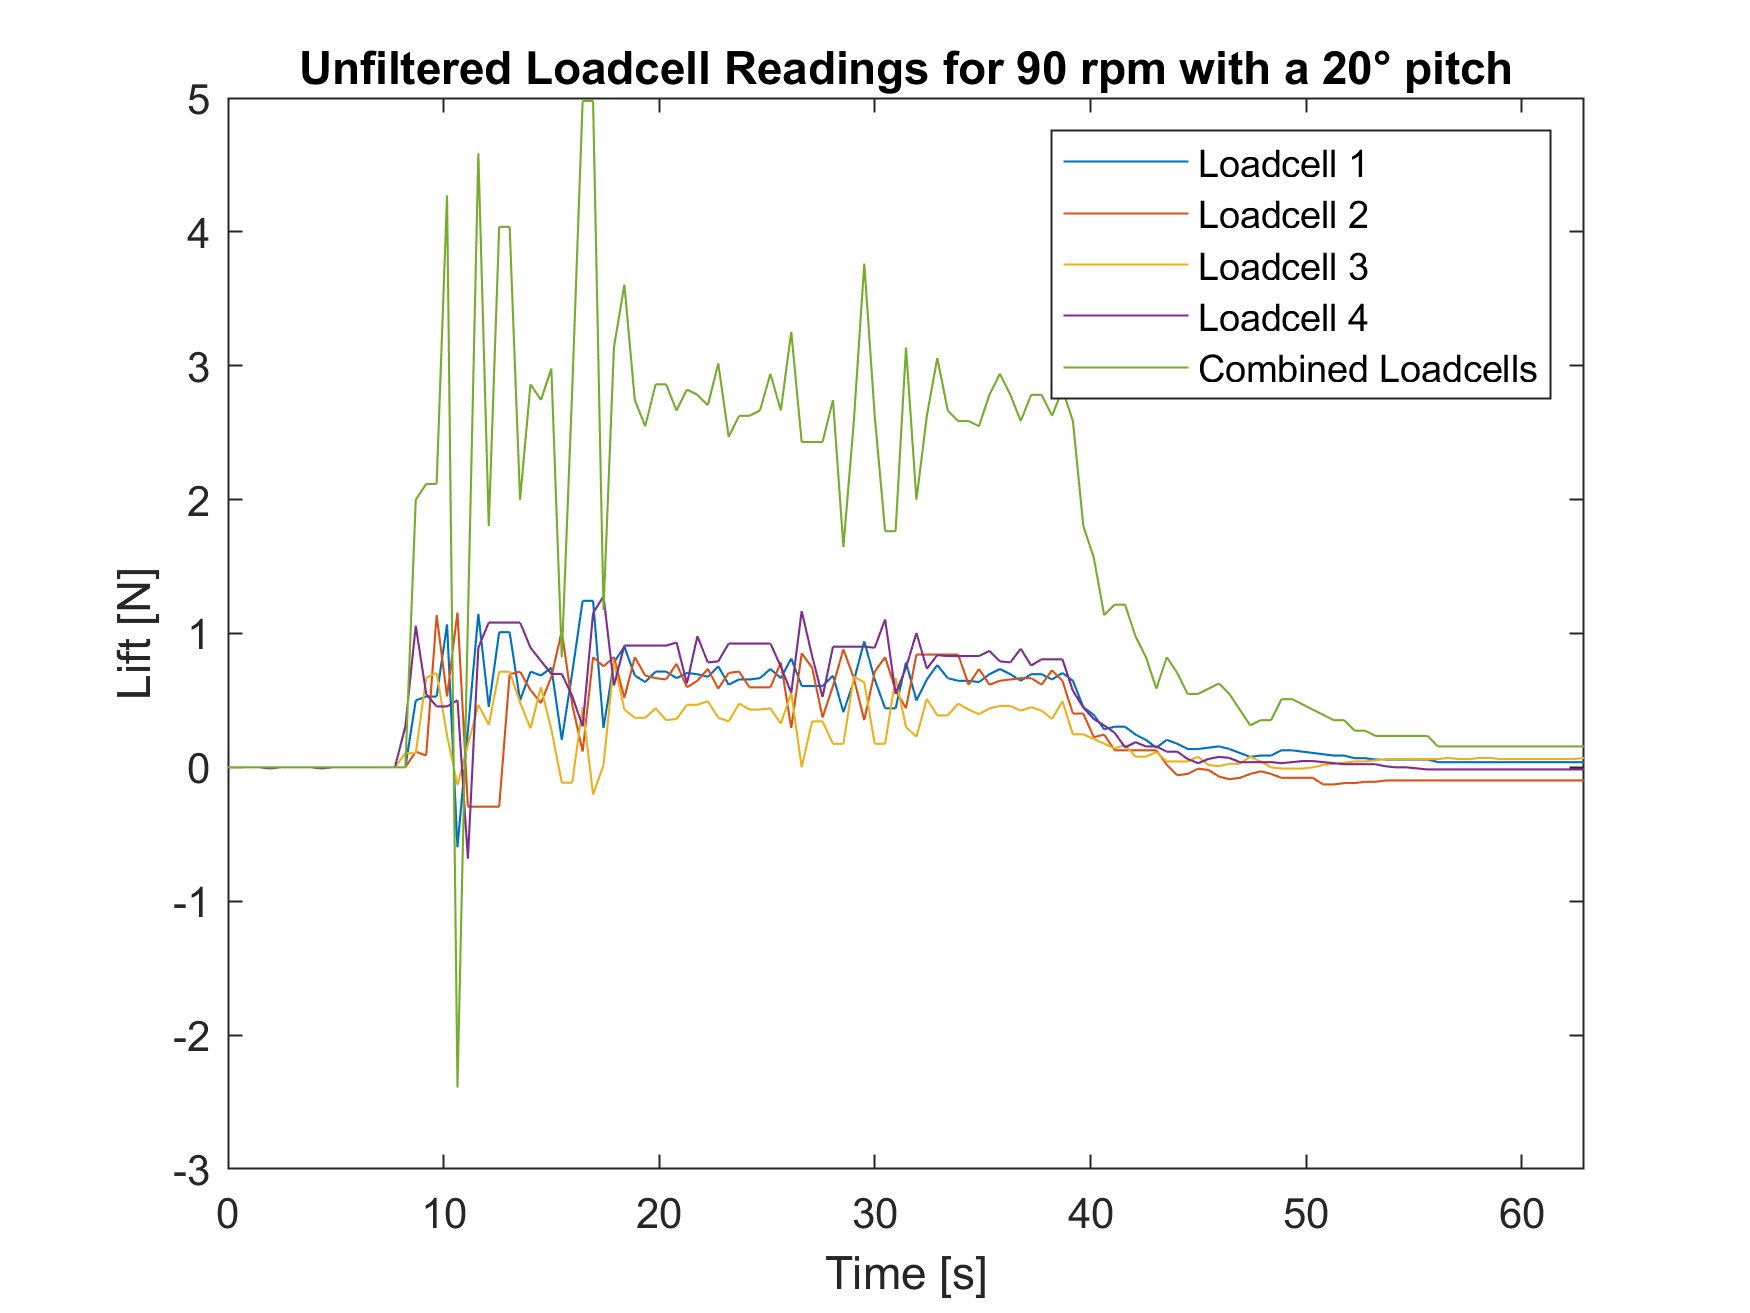 Unfiltered Loadcell Readings for 90 rpm with a 20° pitch
5
4
3
2
1
0
-1
-2
-3
Lift [N]
Loadcell 1
Loadcell 2
Loadcell 3
Loadcell 4
Combined Loadcells
0 10 20 30 40 50 60
Time [s]